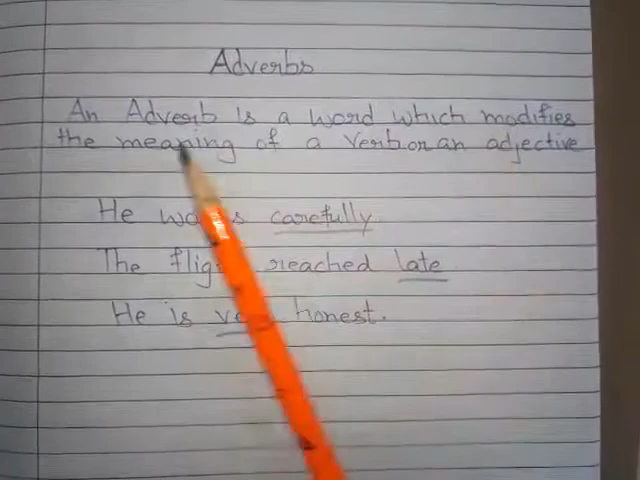 Adverbs
An Adverb is a word which modifies
the meaning of a Verb or an adjective
He carefully
The reached late
He is honest.